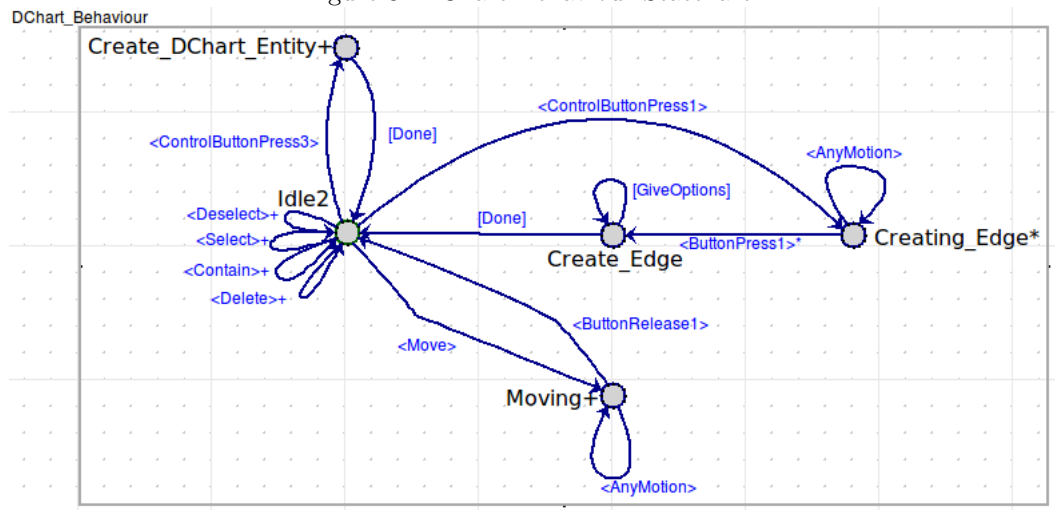 DChart_Behaviour
Create_DChart_Entity+
<ControlButtonPress1>
<ControlButtonPress3>
[Done]
<AnyMotion>
Idle2
[GiveOptions]
<Deselect>+
[Done]
<Select>+
<ButtonPress1>*
Creating_Edge*
Create_Edge
<Contain>+
<Delete>+
<ButtonRelease1>
<Move>
Moving+
<AnyMotion>